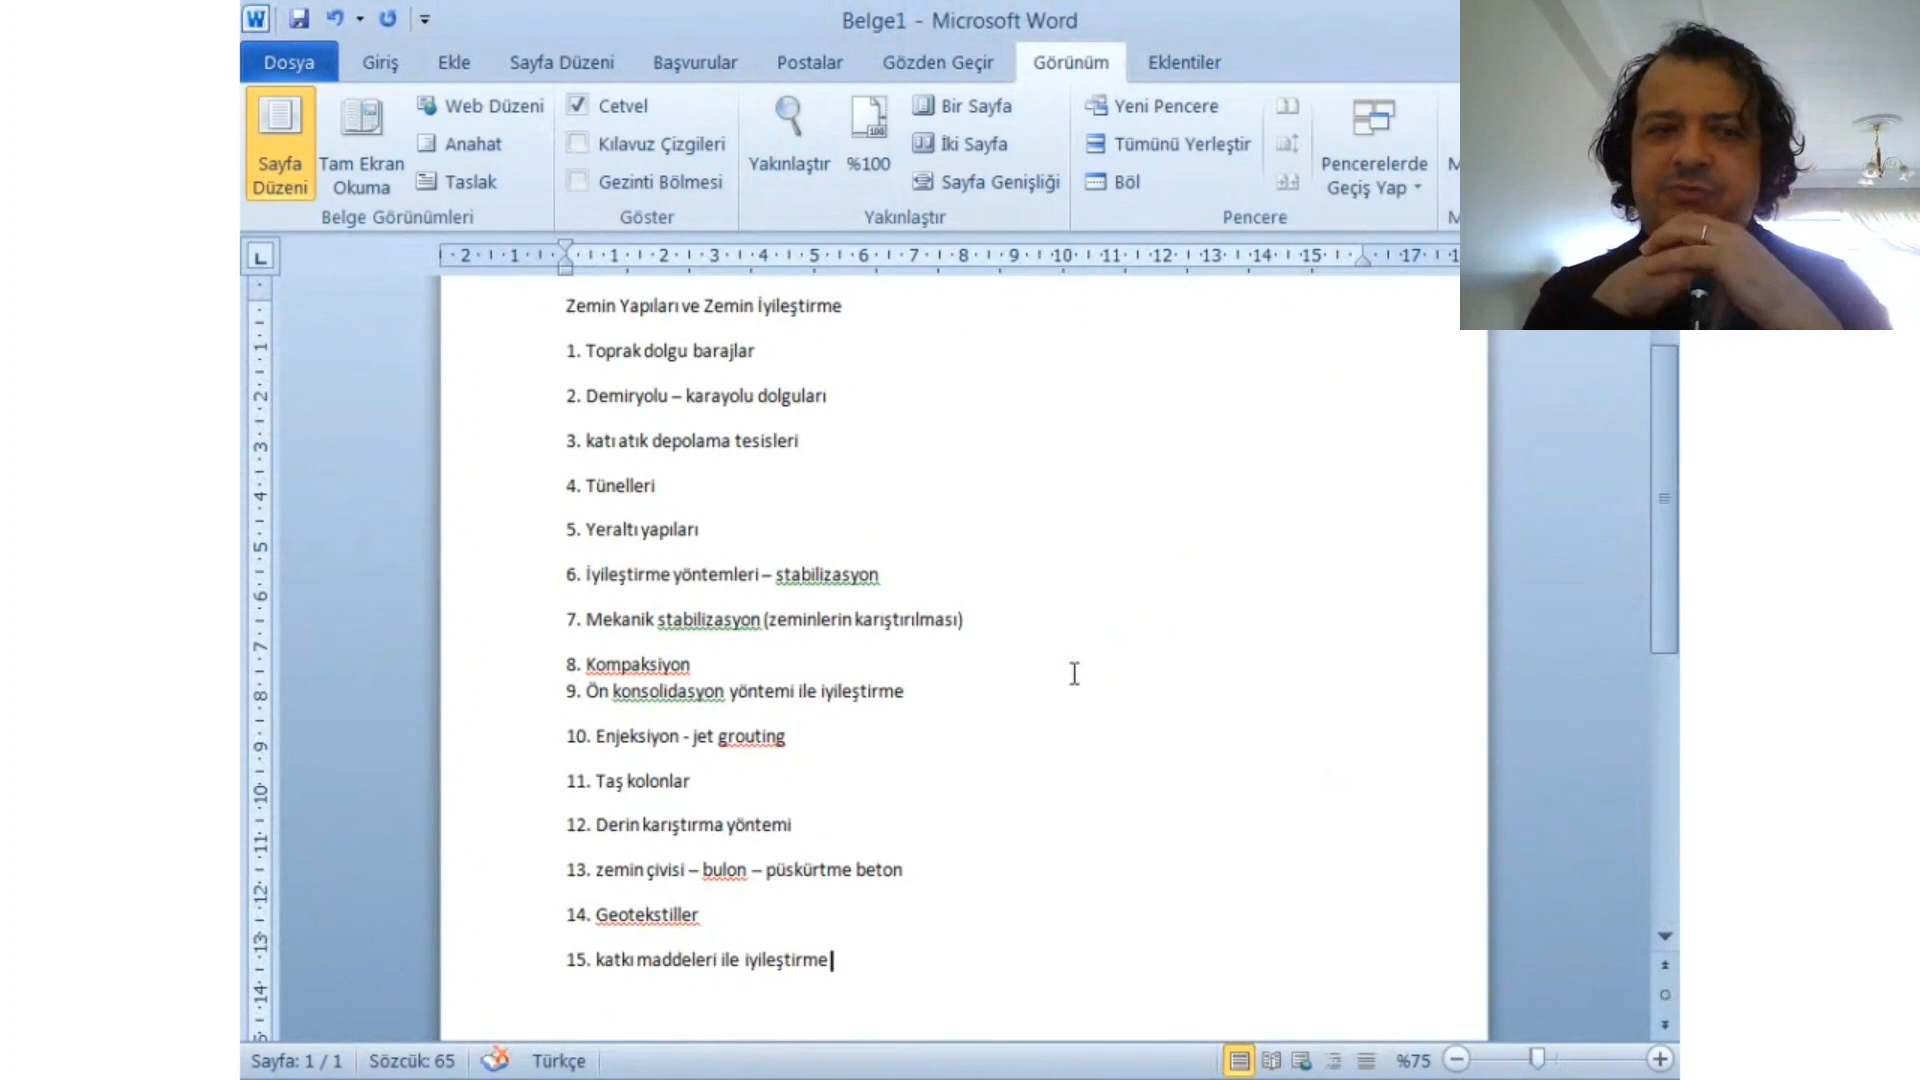 Belge1 - Microsoft Word
Dosya Giriş Ekle Sayfa Düzeni Başvurular Postalar Gözden Geçir Görünüm Eklentiler
Sayfa Düzeni
Tam Ekran Okuma
Web Düzeni
Anahat
Taslak
Belge Görünümleri
Cetvel
Kılavuz Çizgileri
Gezinti Bölmesi
Göster
Yakınlaştır
%100
Bir Sayfa
İki Sayfa
Sayfa Genişliği
Yakınlaştır
Yeni Pencere
Tümünü Yerleştir
Böl
Pencerelerde Geçiş Yap
Pencere
Zemin Yapıları ve Zemin İyileştirme
1. Toprak dolgu barajlar
2. Demiryolu – karayolu dolguları
3. katı atık depolama tesisleri
4. Tünelleri
5. Yeraltı yapıları
6. İyileştirme yöntemleri – stabilizasyon
7. Mekanik stabilizasyon (zeminlerin karıştırılması)
8. Kompaksiyon
9. Ön konsolidasyon yöntemi ile iyileştirme
10. Enjeksiyon - jet grouting
11. Taş kolonlar
12. Derin karıştırma yöntemi
13. zemin çivisi – bulon – püskürtme beton
14. Geotekstiller
15. katkı maddeleri ile iyileştirme
Sayfa: 1 / 1 Sözcük: 65 Türkçe %75